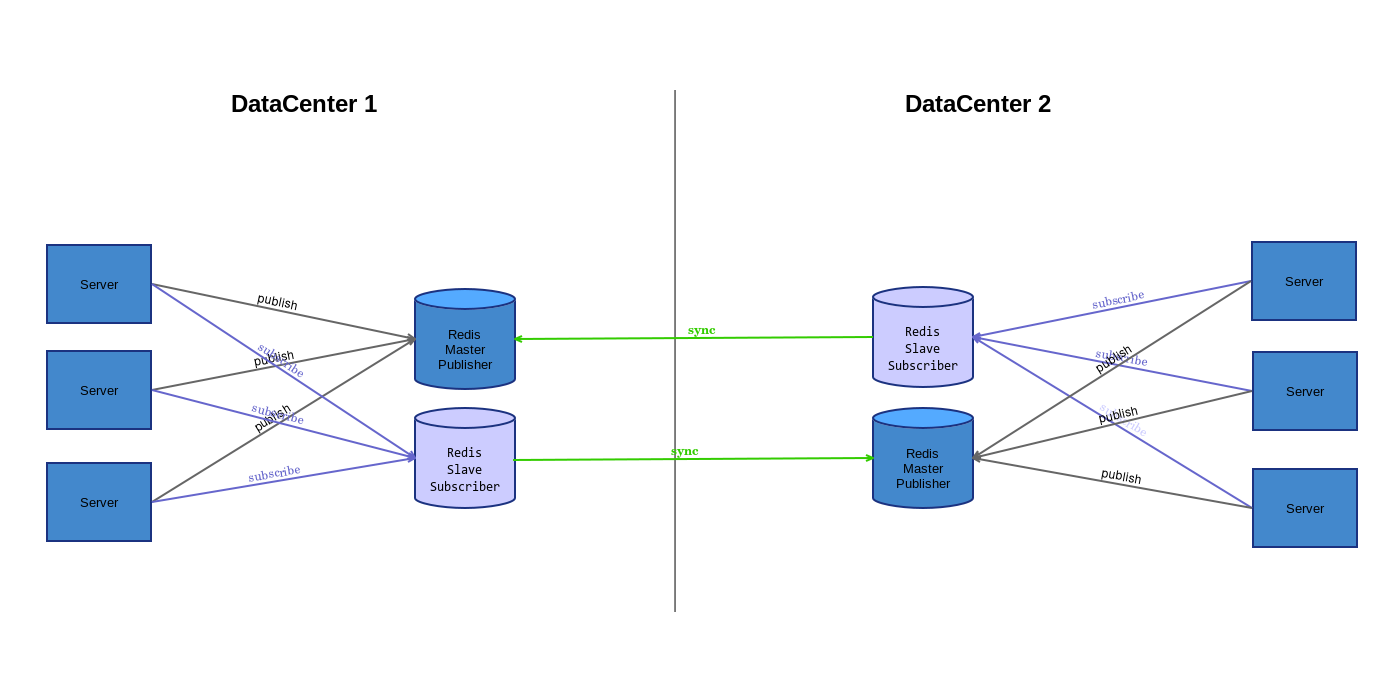 DataCenter 1
DataCenter 2
Server
Server
Server
publish
subscribe
publish
subscribe
publish
subscribe
Redis
Master
Publisher
Redis
Slave
Subscriber
sync
sync
Redis
Slave
Subscriber
Redis
Master
Publisher
subscribe
subscribe
publish
subscribe
publish
publish
Server
Server
Server